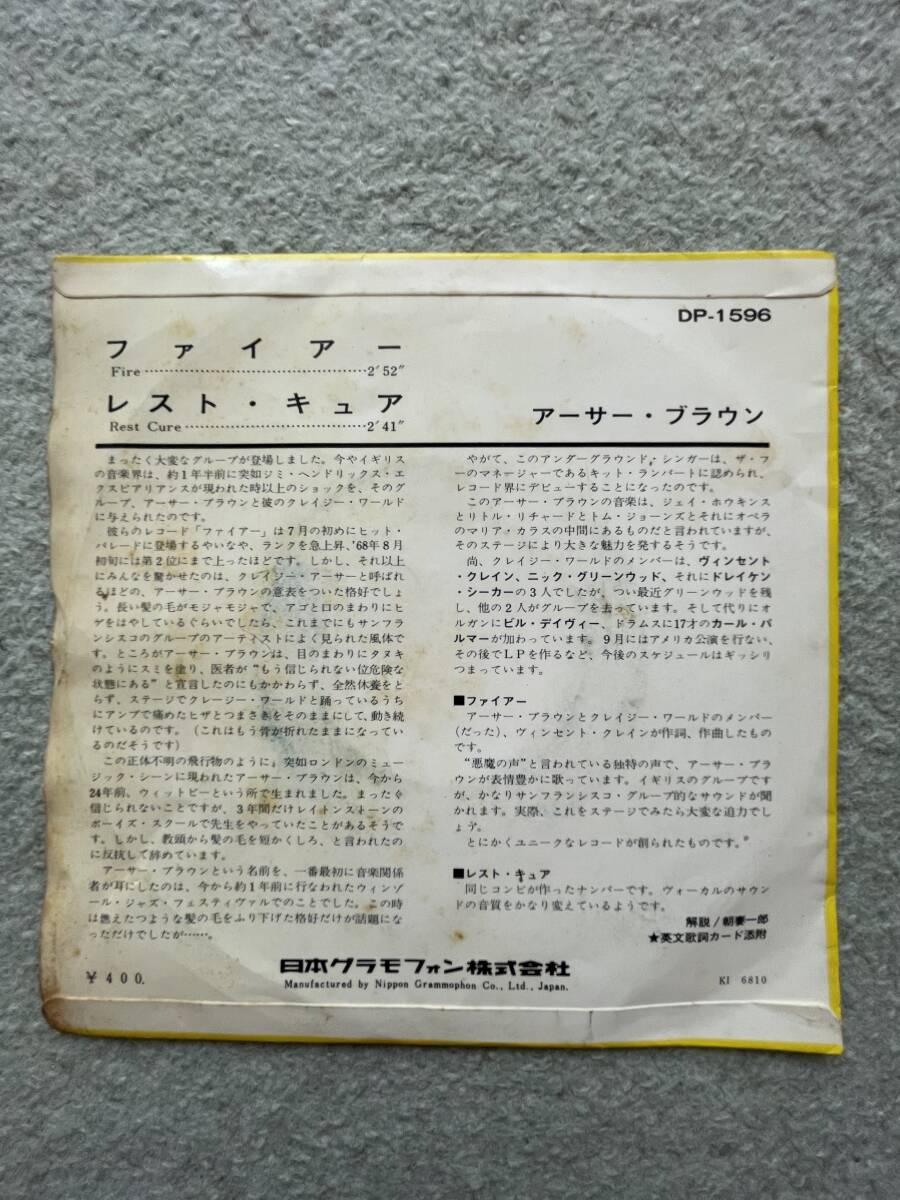 DP-1596
ファイアー
Fire……………………………………2′52″
レスト・キュア
Rest Cure………………………………2′41″
アーサー・ブラウン
まったく大変なグループが登場しました。今やイギリス
の音楽界は、約1年半前に突如ジミ・ヘンドリックス・エ
クスピアリアンスが現われた時以上のショックを、そのグ
ループ、アーサー・ブラウンと彼のクレイジー・ワールド
に与えられたのです。
彼らのレコード「ファイアー」は7月の初めにヒット・
パレードに登場するやいなや、ランクを急上昇、'68年8月
初旬には第2位にまで上ったほどです。しかし、それ以上
にみんなを驚かせたのは、クレイジー・アーサーと呼ばれ
るほどの、アーサー・ブラウンの意表をついた格好でしょ
う。長い髪の毛がモジャモジャで、アゴと口のまわりにヒ
ゲをはやしているぐらいでしたら、これまでにもサンフラ
ンシスコのグループのアーティストによく見られた風体で
す。ところがアーサー・ブラウンは、目のまわりにタヌキ
のようにスミを塗り、医者が“もう信じられない位危険な
状態にある”と宣言したのにもかかわらず、全然休養をと
らず、ステージでクレージー・ワールドと踊っているうち
にアンプで痛めたヒザとつまさきをそのままにして、動き続
けているのです。（これはもう骨が折れたままになってい
るのだそうです）
この正体不明の飛行物のように、突如ロンドンのミュー
ジック・シーンに現われたアーサー・ブラウンは、今から
24年前、ウィットビーという所で生まれました。まったく
信じられないことですが、3年間だけレイトンストーンの
ボーイズ・スクールで先生をやっていたことがあるそうで
す。しかし、教頭から髪の毛を短かくしろ、と言われたの
に反抗して辞めています。
アーサー・ブラウンという名前を、一番最初に音楽関係
者が耳にしたのは、今から約1年前に行なわれたウィンゾ
ール・ジャズ・フェスティヴァルでのことでした。この時
は燃えたつような髪の毛をふり下げた格好だけが話題にな
っただけでしたが……。
やがて、このアンダーグラウンド・シンガーは、ザ・フ
ーのマネージャーであるキット・ランバートに認められ、
レコード界にデビューすることになったのです。
このアーサー・ブラウンの音楽は、ジェイ・ホウキンス
とリトル・リチャードとトム・ジョーンズとそれにオペラ
のマリア・カラスの中間にあるものだと言われていますが、
そのステージにより大きな魅力を発するそうです。
尚、クレイジー・ワールドのメンバーは、ヴィンセント
・クレイン、ニック・グリーンウッド、それにドレイケン
・シーカーの3人でしたが、つい最近グリーンウッドを残
し、他の2人がグループを去っています。そして代りにオ
ルガンにビル・デイヴィー、ドラムスに17才のカール・パ
ルマーが加わっています。9月にはアメリカ公演を行ない、
その後でLPを作るなど、今後のスケジュールはギッシリ
つまっています。
■ファイアー
アーサー・ブラウンとクレイジー・ワールドのメンバー
（だった）、ヴィンセント・クレインが作詞、作曲したもの
です。
“悪魔の声”と言われている独特の声で、アーサー・ブラ
ウンが表情豊かに歌っています。イギリスのグループです
が、かなりサンフランシスコ・グループ的なサウンドが聞
かれます。実際、これをステージでみたら大変な迫力でし
ょう。
とにかくユニークなレコードが創られたものです。”
■レスト・キュア
同じコンビが作ったナンバーです。ヴォーカルのサウン
ドの音質をかなり変えているようです。
解説/朝妻一郎
★英文歌詞カード添附
¥400.
日本グラモフォン株式会社
Manufactured by Nippon Grammophon Co., Ltd., Japan.
KI 6810